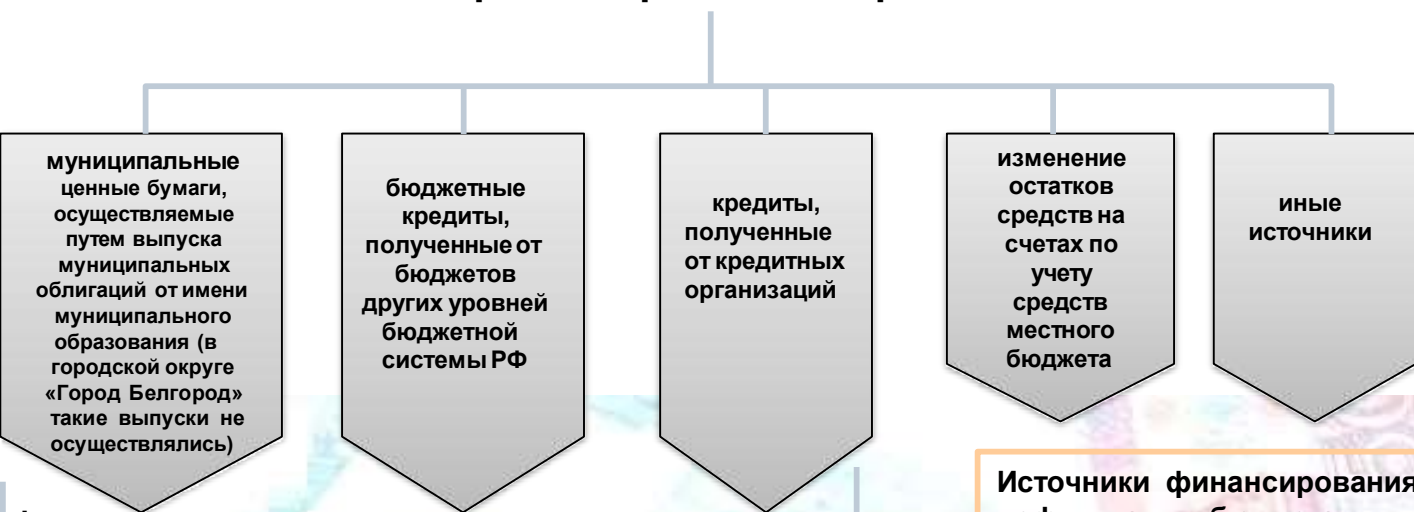 муниципальные
ценные бумаги,
осуществляемые
путем выпуска
муниципальных
облигаций от имени
муниципального
образования (в
городской округе
«Город Белгород»
такие выпуски не
осуществлялись)
бюджетные
кредиты,
полученные от
бюджетов
других уровней
бюджетной
системы РФ
кредиты,
полученные
от кредитных
организаций
изменение
остатков
средств на
счетах по
учету
средств
местного
бюджета
иные
источники
Источники финансирования